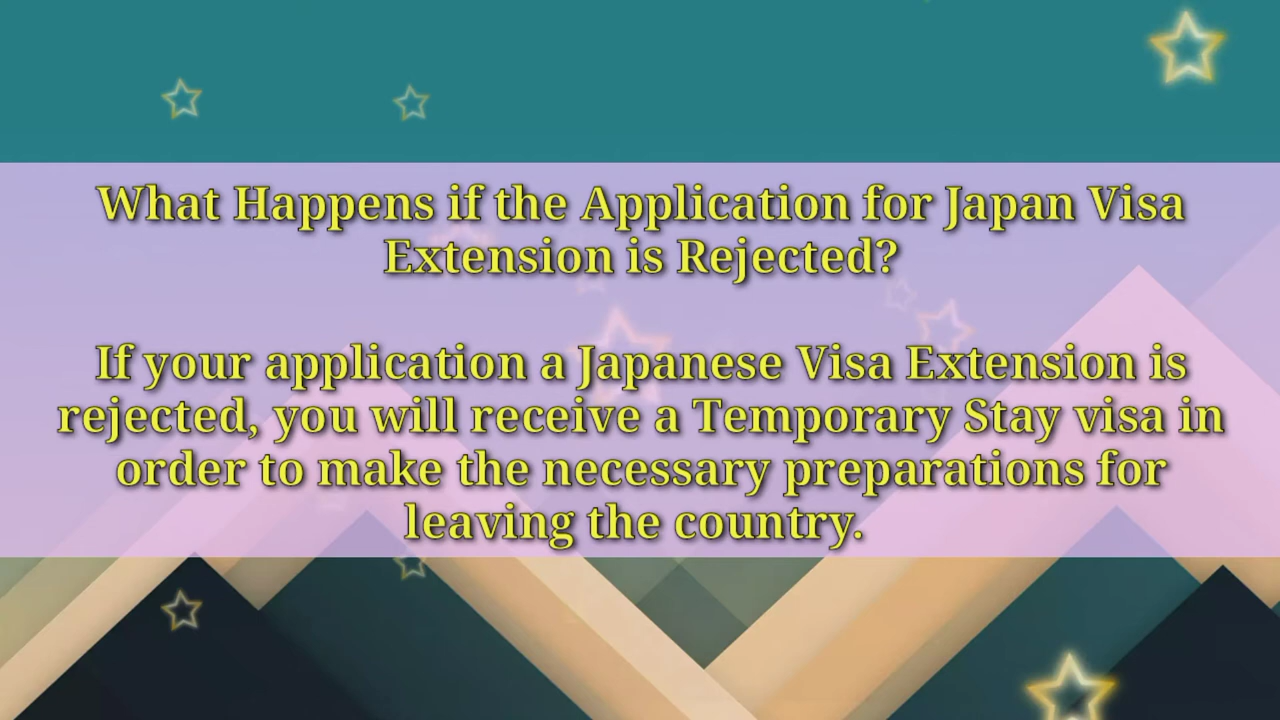 What Happens if the Application for Japan Visa
Extension is Rejected?
If your application a Japanese Visa Extension is
rejected, you will receive a Temporary Stay visa in
order to make the necessary preparations for
leaving the country.